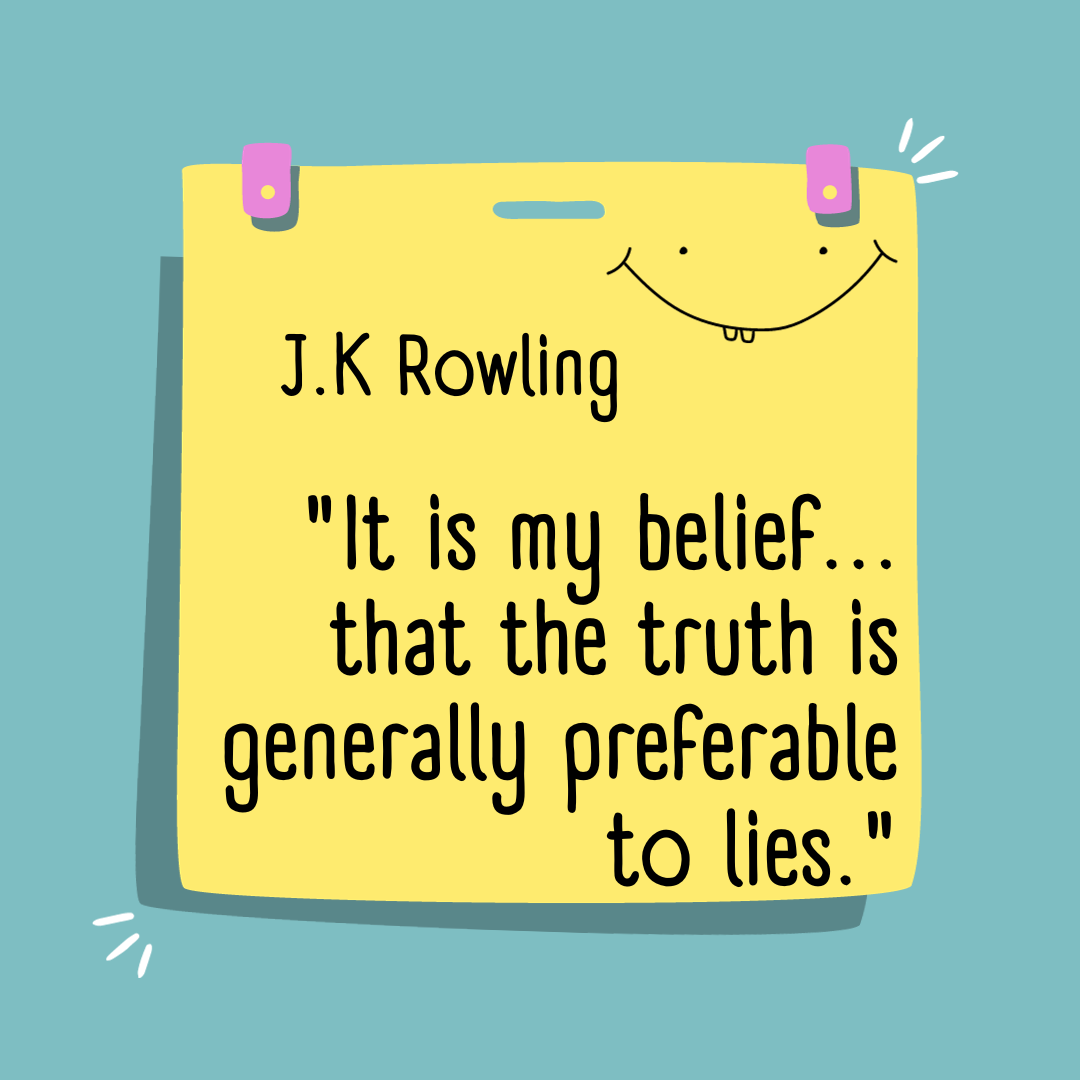 J.K Rowling
"It is my belief...
that the truth is
generally preferable
to lies."